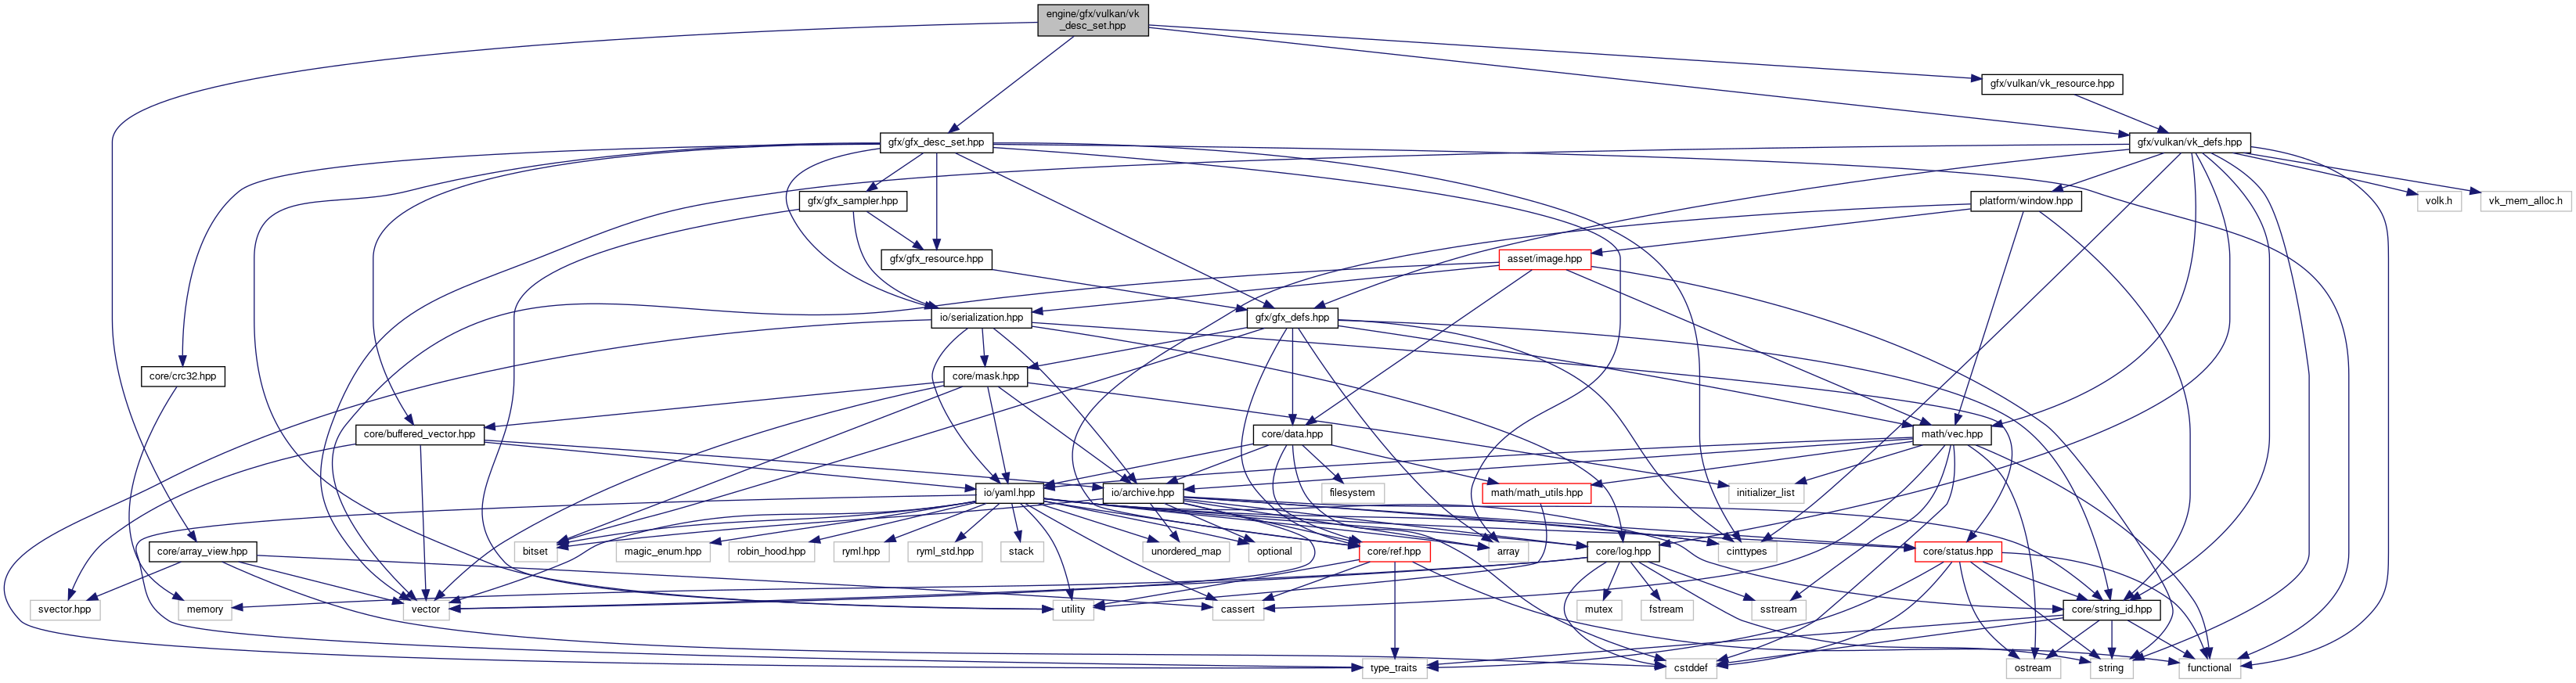 engine/gfx/vulkan/vk
_desc_set.hpp
gfx/vulkan/vk_resource.hpp
gfx/gfx_desc_set.hpp
gfx/vulkan/vk_defs.hpp
gfx/gfx_sampler.hpp
platform/window.hpp
volk.h
vk_mem_alloc.h
gfx/gfx_resource.hpp
asset/image.hpp
io/serialization.hpp
gfx/gfx_defs.hpp
core/crc32.hpp
core/mask.hpp
core/buffered_vector.hpp
core/data.hpp
math/vec.hpp
io/yaml.hpp
io/archive.hpp
filesystem
math/math_utils.hpp
initializer_list
core/array_view.hpp
bitset
magic_enum.hpp
robin_hood.hpp
ryml.hpp
ryml_std.hpp
stack
unordered_map
optional
core/ref.hpp
array
core/log.hpp
cinttypes
core/status.hpp
svector.hpp
memory
vector
utility
cassert
mutex
fstream
sstream
core/string_id.hpp
type_traits
cstddef
ostream
string
functional